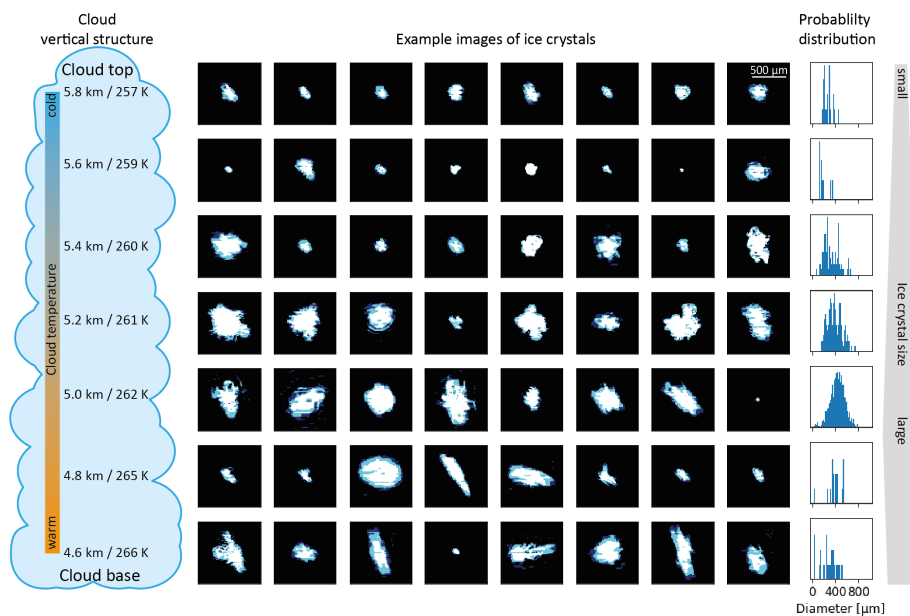 Cloud
vertical structure
Example images of ice crystals
Probablilty
distribution
Cloud top
5.8 km / 257 K
cold
500 µm
small
5.6 km / 259 K
5.4 km / 260 K
Cloud temperature
5.2 km / 261 K
Ice crystal size
5.0 km / 262 K
large
4.8 km / 265 K
warm
4.6 km / 266 K
Cloud base
0 400 800
Diameter [µm]